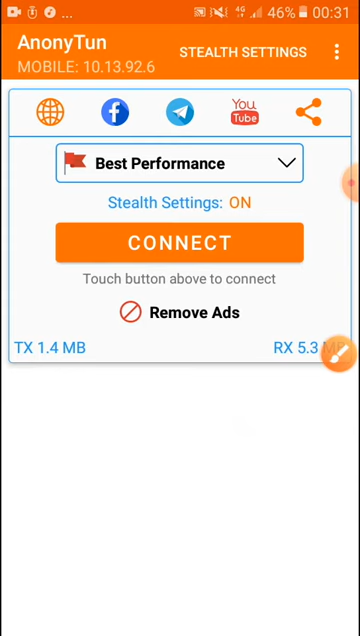 46% 00:31
AnonyTun
STEALTH SETTINGS
MOBILE: 10.13.92.6
You
Tube
Best Performance
Stealth Settings: ON
CONNECT
Touch button above to connect
Remove Ads
TX 1.4 MB
RX 5.3